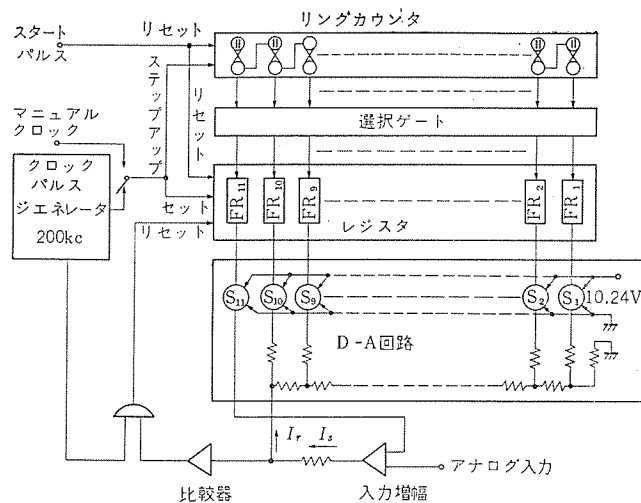 リングカウンタ
スタート
パルス
リセット
ステップアップ
リセット
選択ゲート
マニュアル
クロック
クロック
パルス
ジエネレータ
200kc
セット
リセット
FR11
FR10
FR9
FR2
FR1
レジスタ
S11
S10
S9
S2
S1
10.24V
D-A回路
Ir
Is
アナログ入力
比較器
入力増幅